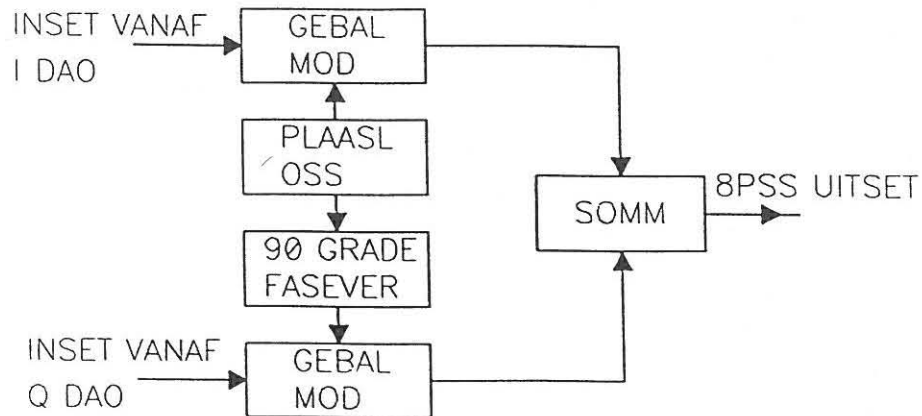 INSET VANAF
I DAO
GEBAL
MOD
PLAASL
OSS
90 GRADE
FASEVER
INSET VANAF
Q DAO
GEBAL
MOD
SOMM
8PSS UITSET